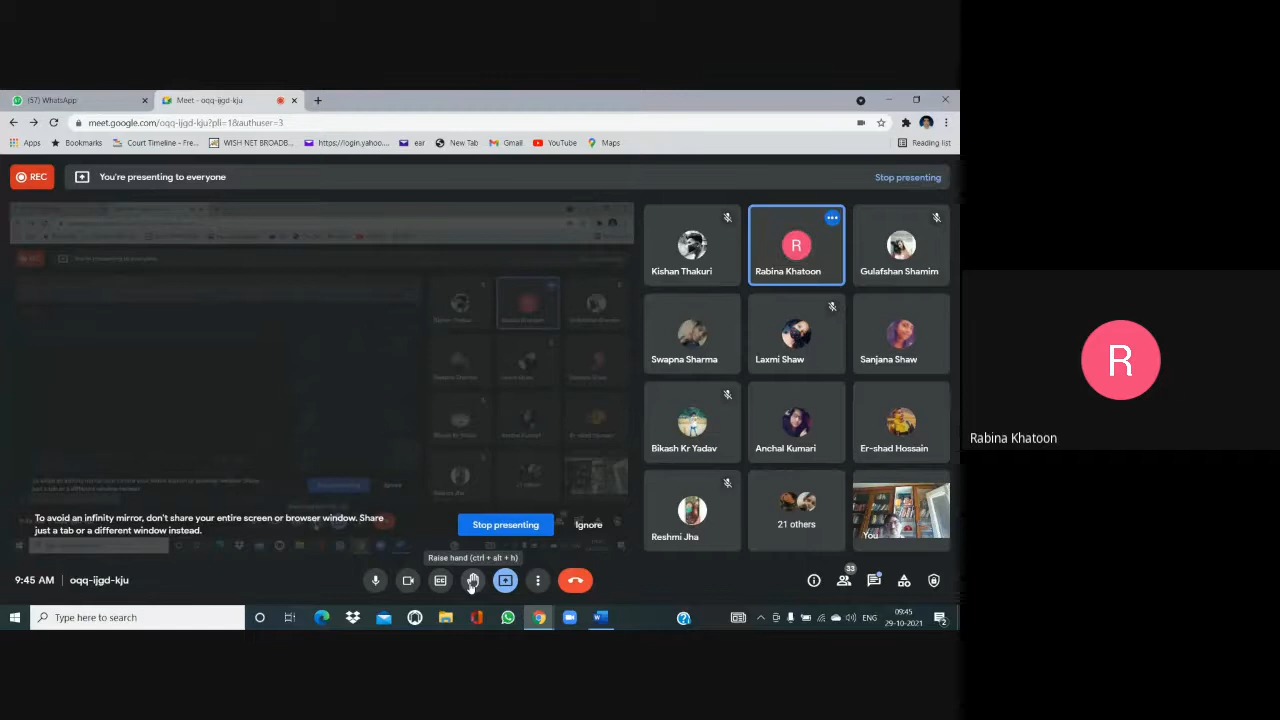 (57) WhatsApp
Meet - oqq-ijgd-kju
meet.google.com/oqq-ijgd-kju?pli=1&authuser=3
Apps
Bookmarks
Court Timeline - Fre...
WISH NET BROADB...
https://login.yahoo....
ear
New Tab
Gmail
YouTube
Maps
Reading list
REC
You're presenting to everyone
Stop presenting
R
Kishan Thakuri
Rabina Khatoon
Gulafshan Shamim
Swapna Sharma
Laxmi Shaw
Sanjana Shaw
Bikash Kr Yadav
Anchal Kumari
Er-shad Hossain
Reshmi Jha
21 others
You
To avoid an infinity mirror, don't share your entire screen or browser window. Share
just a tab or a different window instead.
Stop presenting
Ignore
Raise hand (ctrl + alt + h)
9:45 AM
oqq-ijgd-kju
33
Type here to search
ENG
09:45
29-10-2021
2
R
Rabina Khatoon